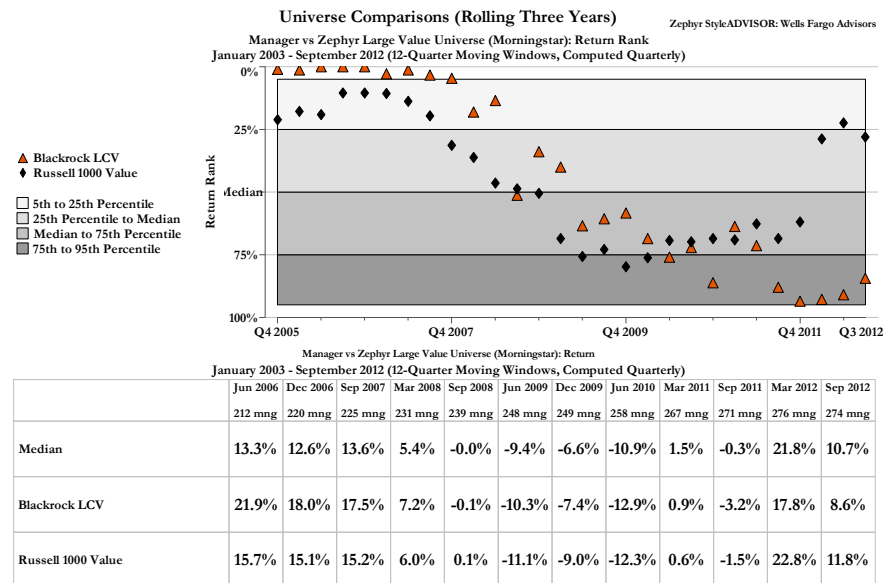 Universe Comparisons (Rolling Three Years)
Zephyr StyleADVISOR: Wells Fargo Advisors
Manager vs Zephyr Large Value Universe (Morningstar): Return Rank
January 2003 - September 2012 (12-Quarter Moving Windows, Computed Quarterly)
Blackrock LCV
Russell 1000 Value
5th to 25th Percentile
25th Percentile to Median
Median to 75th Percentile
75th to 95th Percentile
Return Rank
0%
25%
Median
75%
100%
Q4 2005 Q4 2007 Q4 2009 Q4 2011 Q3 2012
Manager vs Zephyr Large Value Universe (Morningstar): Return
January 2003 - September 2012 (12-Quarter Moving Windows, Computed Quarterly)
Jun 2006 Dec 2006 Sep 2007 Mar 2008 Sep 2008 Jun 2009 Dec 2009 Jun 2010 Mar 2011 Sep 2011 Mar 2012 Sep 2012
212 mng 220 mng 225 mng 231 mng 239 mng 248 mng 249 mng 258 mng 267 mng 271 mng 276 mng 274 mng
Median 13.3% 12.6% 13.6% 5.4% -0.0% -9.4% -6.6% -10.9% 1.5% -0.3% 21.8% 10.7%
Blackrock LCV 21.9% 18.0% 17.5% 7.2% -0.1% -10.3% -7.4% -12.9% 0.9% -3.2% 17.8% 8.6%
Russell 1000 Value 15.7% 15.1% 15.2% 6.0% 0.1% -11.1% -9.0% -12.3% 0.6% -1.5% 22.8% 11.8%